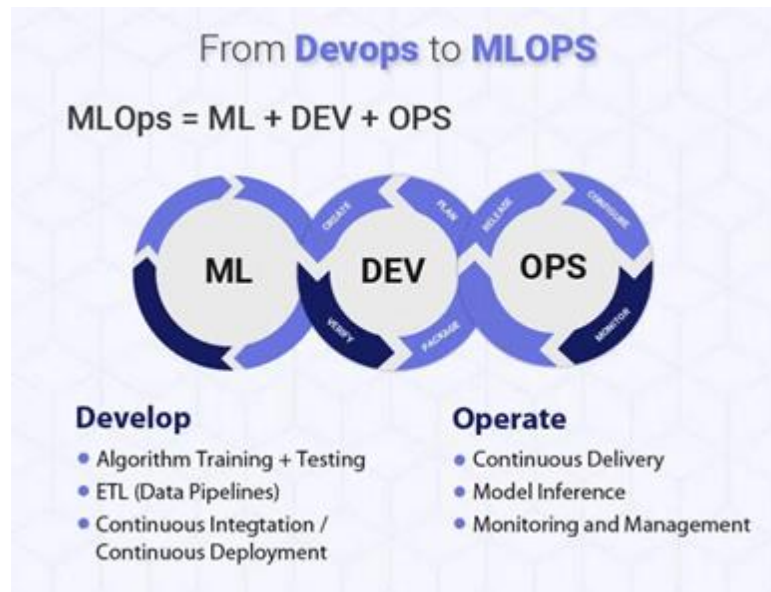 From Devops to MLOPS
MLOps = ML + DEV + OPS
ML
DEV
OPS
CREATE
PLAN
VERIFY
PACKAGE
RELEASE
CONFIGURE
MONITOR
Develop
Algorithm Training + Testing
ETL (Data Pipelines)
Continuous Integtation /
Continuous Deployment
Operate
Continuous Delivery
Model Inference
Monitoring and Management